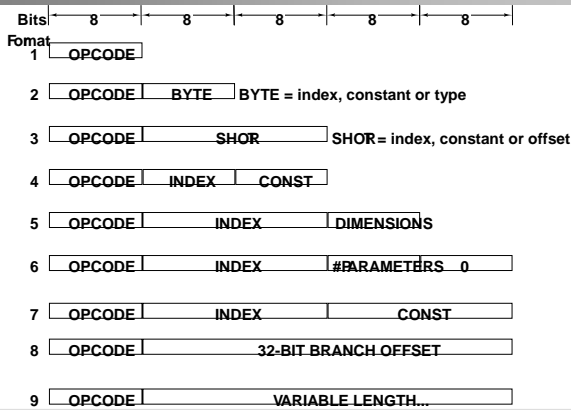 Bits 8 8 8 8 8
Fomat
1 OPCODE
2 OPCODE BYTE BYTE = index, constant or type
3 OPCODE SHORT SHORT = index, constant or offset
4 OPCODE INDEX CONST
5 OPCODE INDEX DIMENSIONS
6 OPCODE INDEX #PARAMETERS 0
7 OPCODE INDEX CONST
8 OPCODE 32-BIT BRANCH OFFSET
9 OPCODE VARIABLE LENGTH...